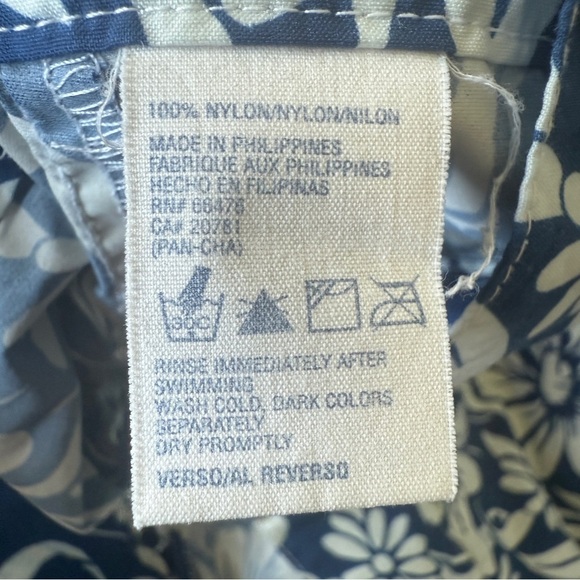 100% NYLON/NYLON/NILON
MADE IN PHILIPPINES
FABRIQUE AUX PHILIPPINES
HECHO EN FILIPINAS
RN# 66476
CA# 20781
(PAN-CHA)
30C
RINSE IMMEDIATELY AFTER
SWIMMING
WASH COLD, DARK COLORS
SEPARATELY
DRY PROMPTLY
VERSO/AL REVERSO